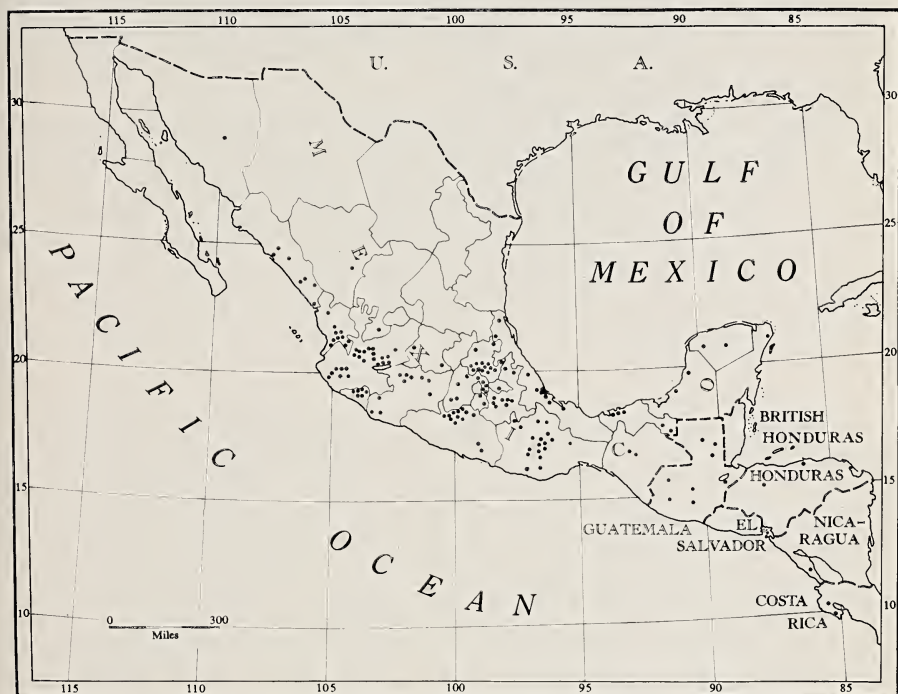 115 110 105 100 95 90 85
U. S. A.
30 30
M
GULF
OF
MEXICO
25 25
E
PACIFIC
X
20 20
I
O
BRITISH
HONDURAS
C
HONDURAS
15 15
GUATEMALA
EL
SALVADOR
NICA-
RAGUA
OCEAN
COSTA
RICA
10 10
0 300
Miles
115 110 105 100 95 90 85